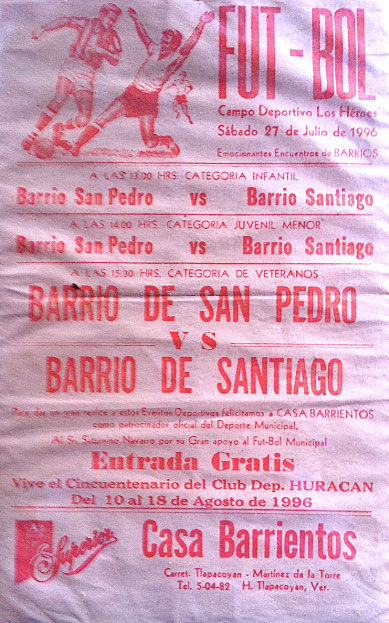 FUT-BOL
Campo Deportivo Los Héroes
Sábado 27 de Julio de 1996
Emocionantes Encuentros de BARRIOS
A LAS 13:00 HRS. CATEGORIA INFANTIL
Barrio San Pedro vs Barrio Santiago
A LAS 14:00 HRS. CATEGORIA JUVENIL MENOR
Barrio San Pedro vs Barrio Santiago
A LAS 15:30 HRS. CATEGORIA DE VETERANOS
BARRIO DE SAN PEDRO
VS
BARRIO DE SANTIAGO
Para dar un gran realce a estos Eventos Deportivos felicitamos a CASA BARRIENTOS
como patrocinador oficial del Deporte Municipal.
Al Sr. Saturnino Navarro por su Gran apoyo al Fut-Bol Municipal
Entrada Gratis
Vive el Cincuentenario del Club Dep. HURACAN
Del 10 al 18 de Agosto de 1996
Superior
Casa Barrientos
Carret. Tlapacoyan - Martínez de la Torre
Tel. 5-04-82 H. Tlapacoyan, Ver.